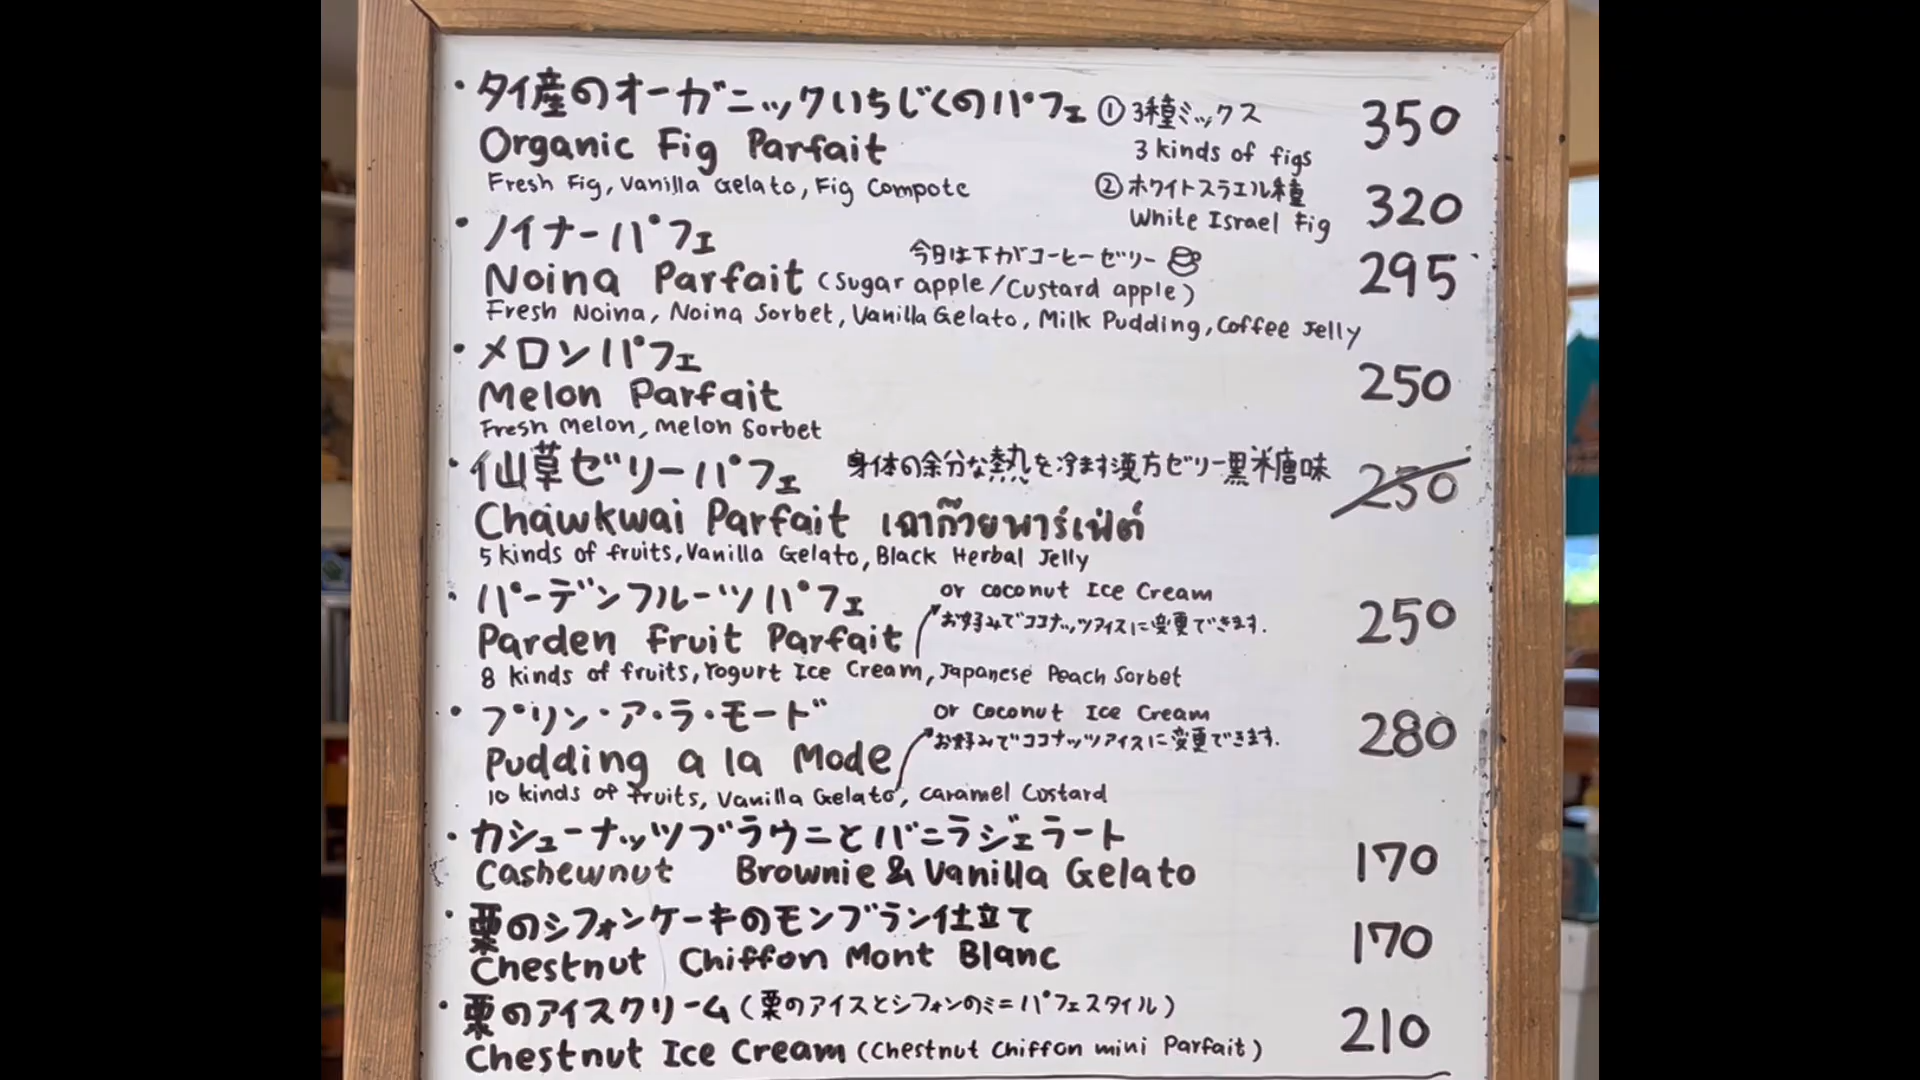 ・タイ産のオーガニックいちじくのパフェ ① 3種ミックス 350
Organic Fig Parfait 3 kinds of figs
Fresh Fig, Vanilla Gelato, Fig Compote ② ホワイトスラエル種 320
White Israel Fig
・ノイナーパフェ
今日は下がコーヒーゼリー
Noina Parfait (Sugar apple/Custard apple) 295
Fresh Noina, Noina Sorbet, Vanilla Gelato, Milk Pudding, Coffee Jelly
・メロンパフェ
Melon Parfait 250
Fresh Melon, Melon Sorbet
・仙草ゼリーパフェ 身体の余分な熱を冷ます漢方ゼリー黒米唐味 250
Chawkwai Parfait เฉาก๊วยพาร์เฟ่ต์
5 kinds of fruits, Vanilla Gelato, Black Herbal Jelly
・パーデンフルーツパフェ or coconut Ice Cream
お好みでココナッツアイスに変更できます. 250
Parden Fruit Parfait
8 kinds of fruits, Yogurt Ice Cream, Japanese Peach Sorbet
・プリン・ア・ラ・モード or Coconut Ice Cream
お好みでココナッツアイスに変更できます. 280
Pudding a la Mode
10 kinds of fruits, Vanilla Gelato, Caramel Custard
・カシューナッツブラウニとバニラジェラート
Cashewnut Brownie & Vanilla Gelato 170
・栗のシフォンケーキのモンブラン仕立て
Chestnut Chiffon Mont Blanc 170
・栗のアイスクリーム(栗のアイスとシフォンのミニパフェスタイル)
Chestnut Ice Cream (Chestnut Chiffon mini Parfait) 210